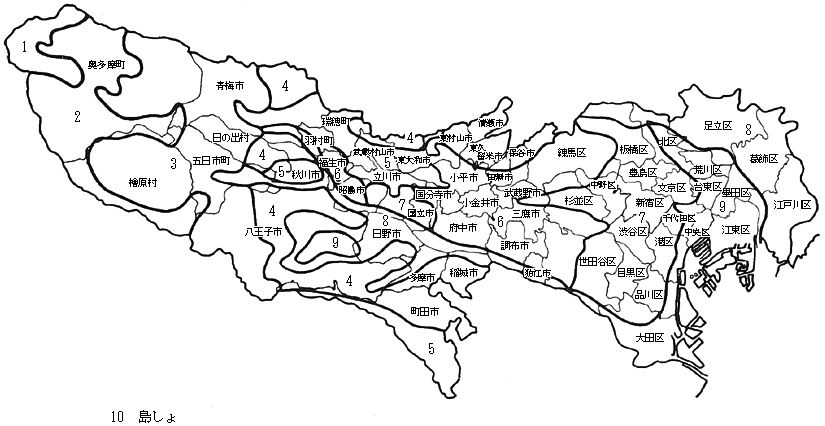 1
奥多摩町
青梅市
4
2
瑞穂町
清瀬市
足立区
8
4
東村山市
北区
日の出村
羽村町
武蔵村山市
東久
留米市
保谷市
練馬区
板橋区
葛飾区
3
五日市町
4
5
東大和市
福生市
豊島区
荒川区
檜原村
5
秋川市
6
立川市
小平市
田無市
中野区
文京区
台東区
墨田区
昭島市
7
国分寺市
武蔵野市
杉並区
新宿区
江戸川区
4
国立市
小金井市
三鷹市
千代田区
9
八王子市
8
日野市
府中市
6
7
渋谷区
中央区
江東区
9
調布市
港区
世田谷区
目黒区
4
多摩市
稲城市
狛江市
品川区
町田市
大田区
5
10 島しょ